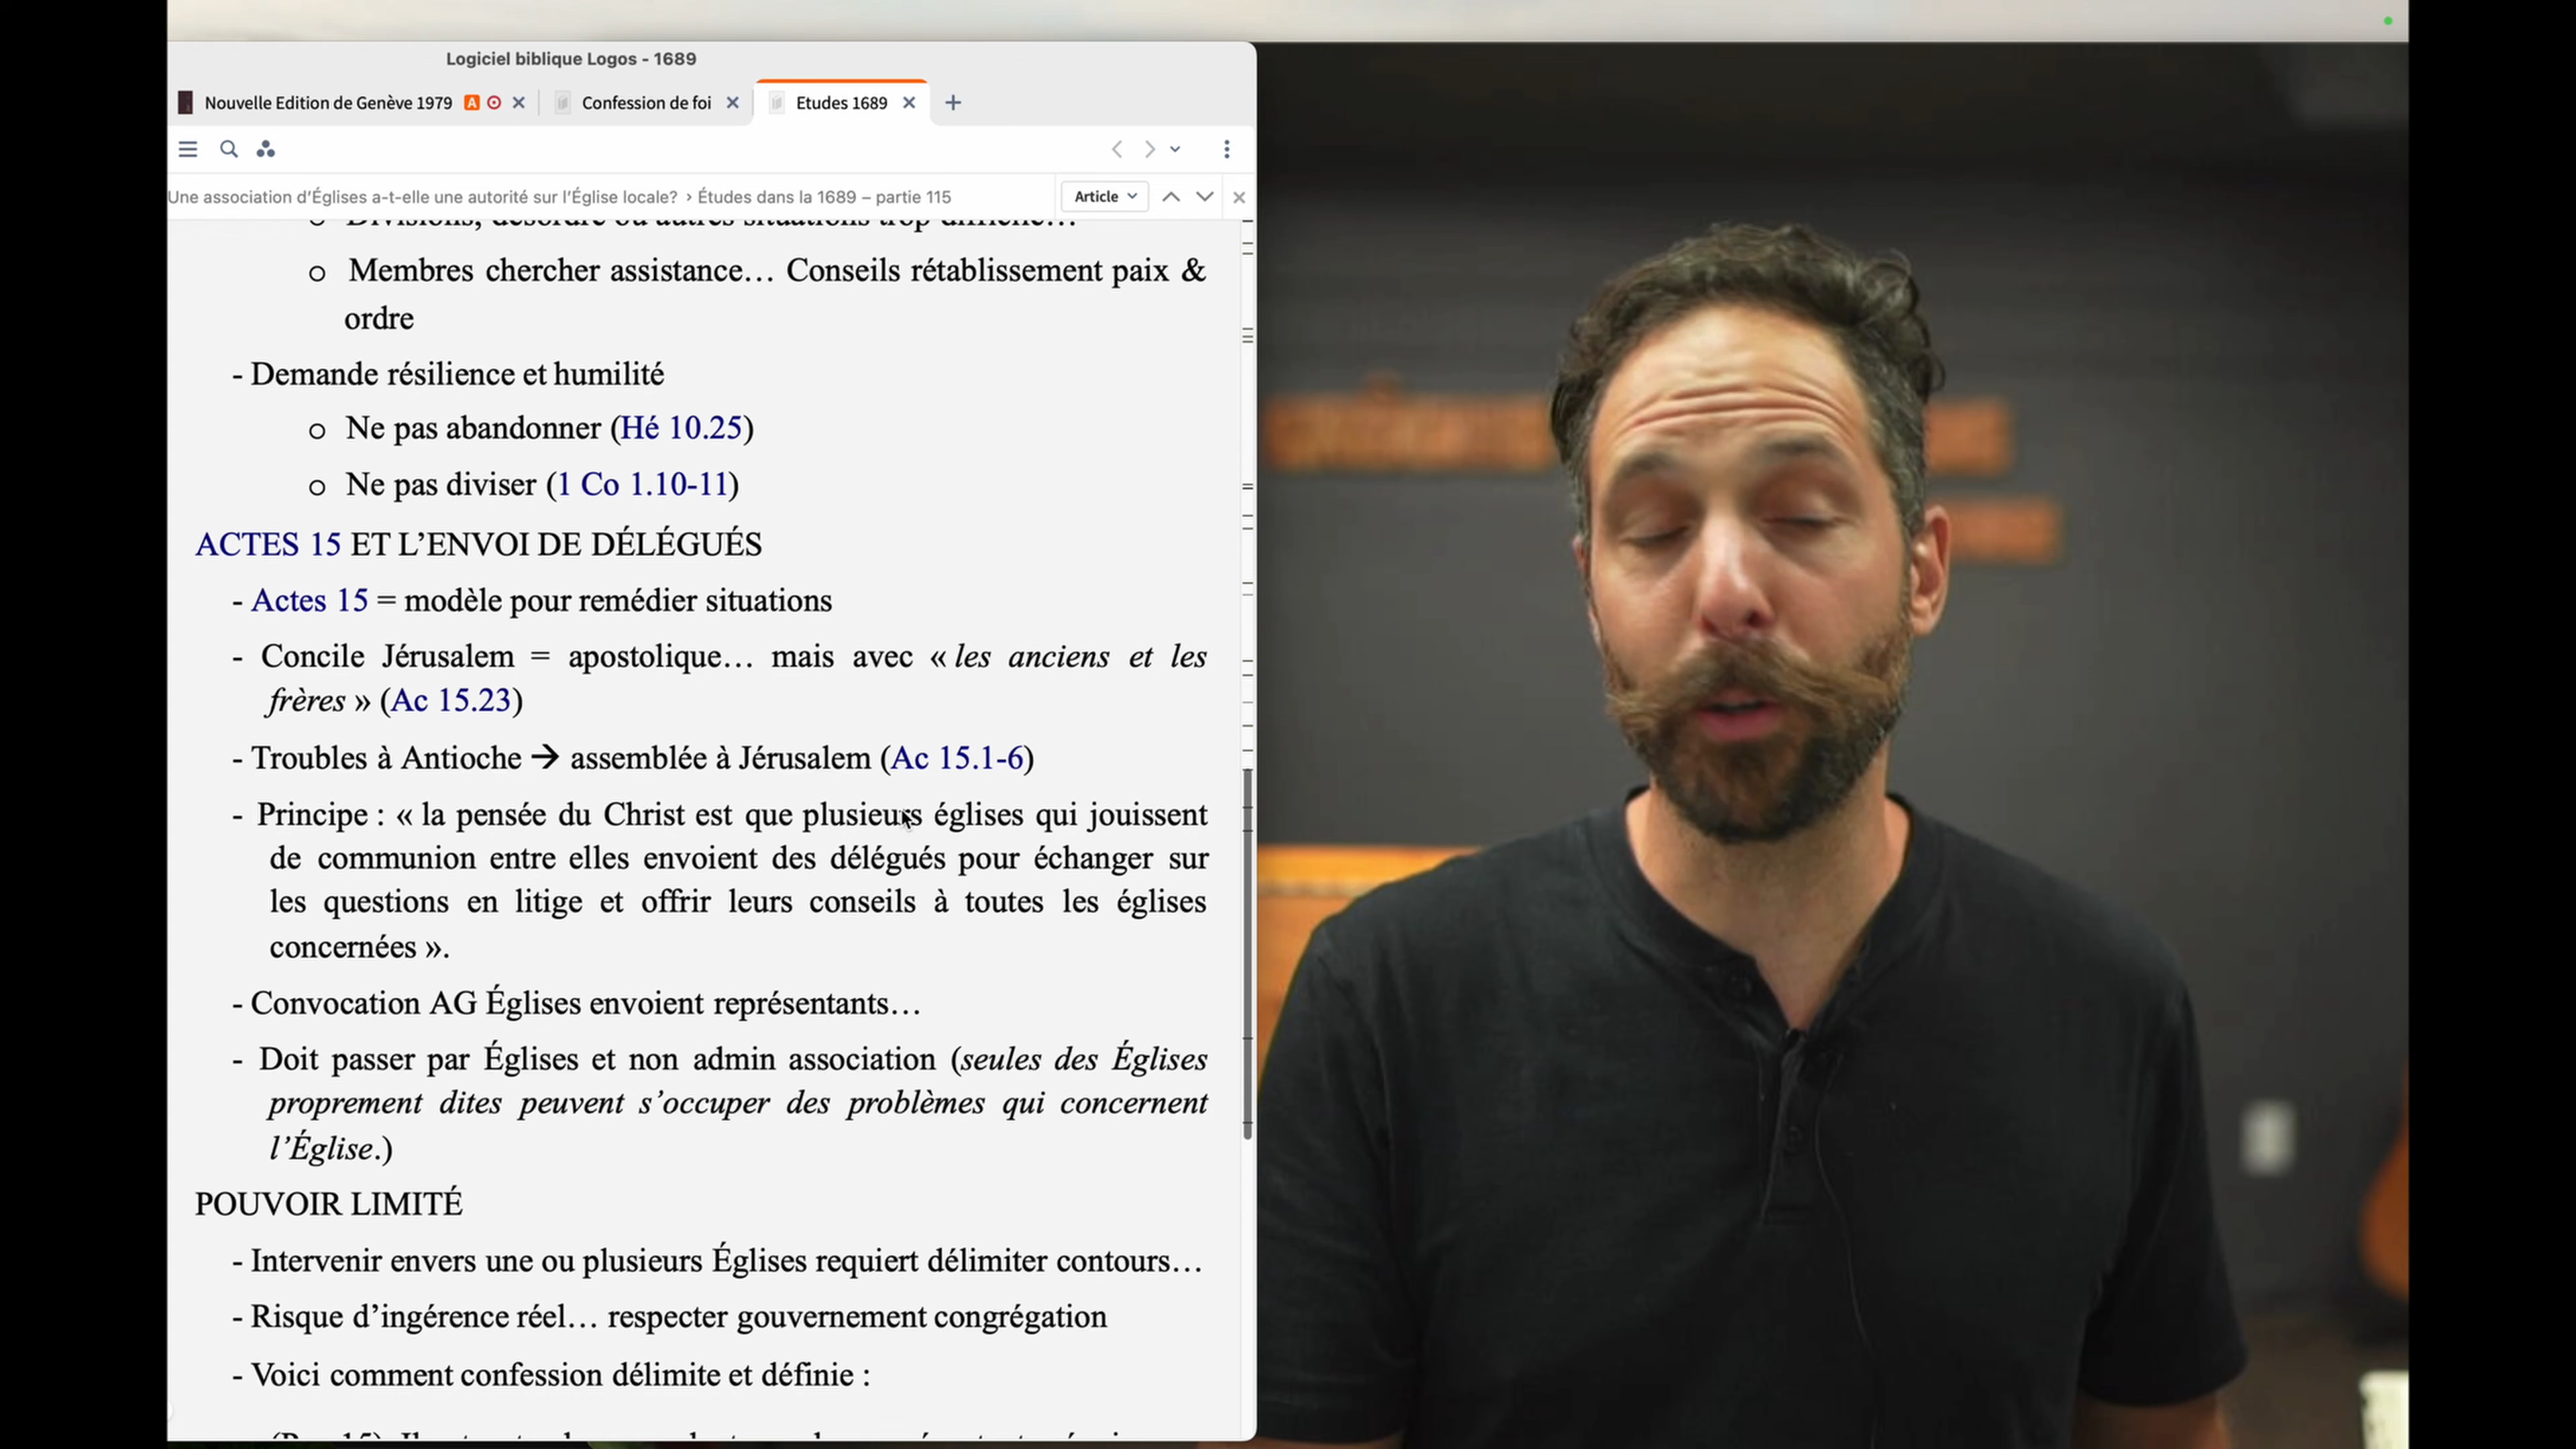 Logiciel biblique Logos - 1689
Nouvelle Edition de Genève 1979 A
Confession de foi
Etudes 1689
Une association d'Églises a-t-elle une autorité sur l'Église locale? › Études dans la 1689 – partie 115
Article
o Divisions, désordre ou autres situations trop difficile…
o Membres chercher assistance… Conseils rétablissement paix &
ordre
- Demande résilience et humilité
o Ne pas abandonner (Hé 10.25)
o Ne pas diviser (1 Co 1.10-11)
ACTES 15 ET L'ENVOI DE DÉLÉGUÉS
- Actes 15 = modèle pour remédier situations
- Concile Jérusalem = apostolique… mais avec « les anciens et les
frères » (Ac 15.23)
- Troubles à Antioche → assemblée à Jérusalem (Ac 15.1-6)
- Principe : « la pensée du Christ est que plusieurs églises qui jouissent
de communion entre elles envoient des délégués pour échanger sur
les questions en litige et offrir leurs conseils à toutes les églises
concernées ».
- Convocation AG Églises envoient représentants…
- Doit passer par Églises et non admin association (seules des Églises
proprement dites peuvent s'occuper des problèmes qui concernent
l'Église.)
POUVOIR LIMITÉ
- Intervenir envers une ou plusieurs Églises requiert délimiter contours…
- Risque d'ingérence réel… respecter gouvernement congrégation
- Voici comment confession délimite et définie :